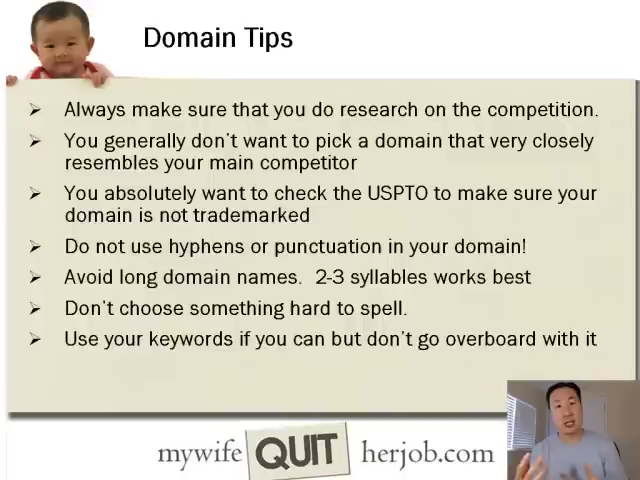 Domain Tips
Always make sure that you do research on the competition.
You generally don't want to pick a domain that very closely
resembles your main competitor
You absolutely want to check the USPTO to make sure your
domain is not trademarked
Do not use hyphens or punctuation in your domain!
Avoid long domain names. 2-3 syllables works best
Don't choose something hard to spell.
Use your keywords if you can but don't go overboard with it
mywife QUIT herjob.com